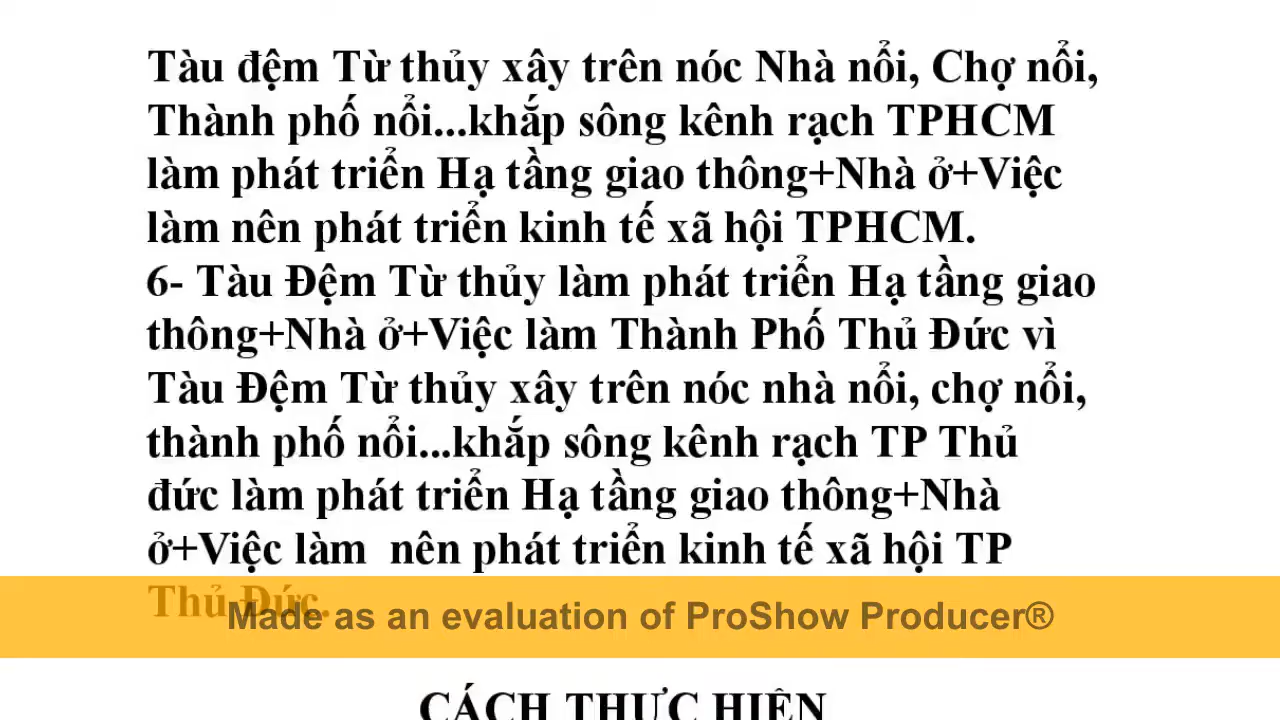 Tàu đệm Từ thủy xây trên nóc Nhà nổi, Chợ nổi,
Thành phố nổi...khắp sông kênh rạch TPHCM
làm phát triển Hạ tầng giao thông+Nhà ở+Việc
làm nên phát triển kinh tế xã hội TPHCM.
6- Tàu Đệm Từ thủy làm phát triển Hạ tầng giao
thông+Nhà ở+Việc làm Thành Phố Thủ Đức vì
Tàu Đệm Từ thủy xây trên nóc nhà nổi, chợ nổi,
thành phố nổi...khắp sông kênh rạch TP Thủ
đức làm phát triển Hạ tầng giao thông+Nhà
ở+Việc làm  nên phát triển kinh tế xã hội TP
Thủ Đức.
Made as an evaluation of ProShow Producer®
CÁCH THỰC HIỆN